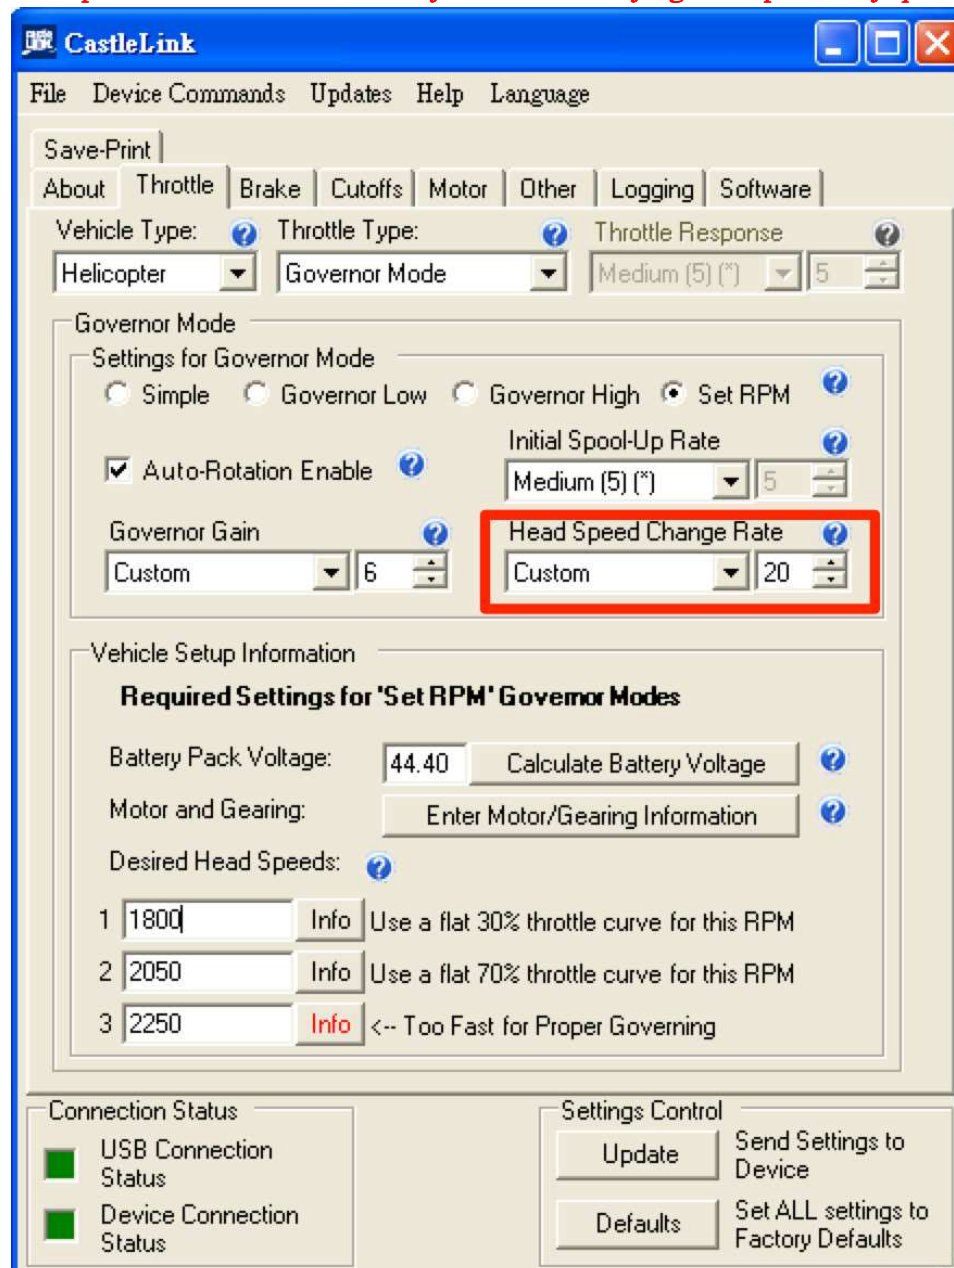 CastleLink
File Device Commands Updates Help Language
Save-Print
About Throttle Brake Cutoffs Motor Other Logging Software
Vehicle Type: Throttle Type: Throttle Response
Helicopter Governor Mode Medium (5) (*) 5
Governor Mode
Settings for Governor Mode
Simple Governor Low Governor High Set RPM
Initial Spool-Up Rate
Auto-Rotation Enable Medium (5) (*) 5
Governor Gain Head Speed Change Rate
Custom 6 Custom 20
Vehicle Setup Information
Required Settings for 'Set RPM' Governor Modes
Battery Pack Voltage: 44.40 Calculate Battery Voltage
Motor and Gearing: Enter Motor/Gearing Information
Desired Head Speeds:
1 1800 Info Use a flat 30% throttle curve for this RPM
2 2050 Info Use a flat 70% throttle curve for this RPM
3 2250 Info <-- Too Fast for Proper Governing
Connection Status
USB Connection
Status
Device Connection
Status
Settings Control
Update Send Settings to
Device
Defaults Set ALL settings to
Factory Defaults